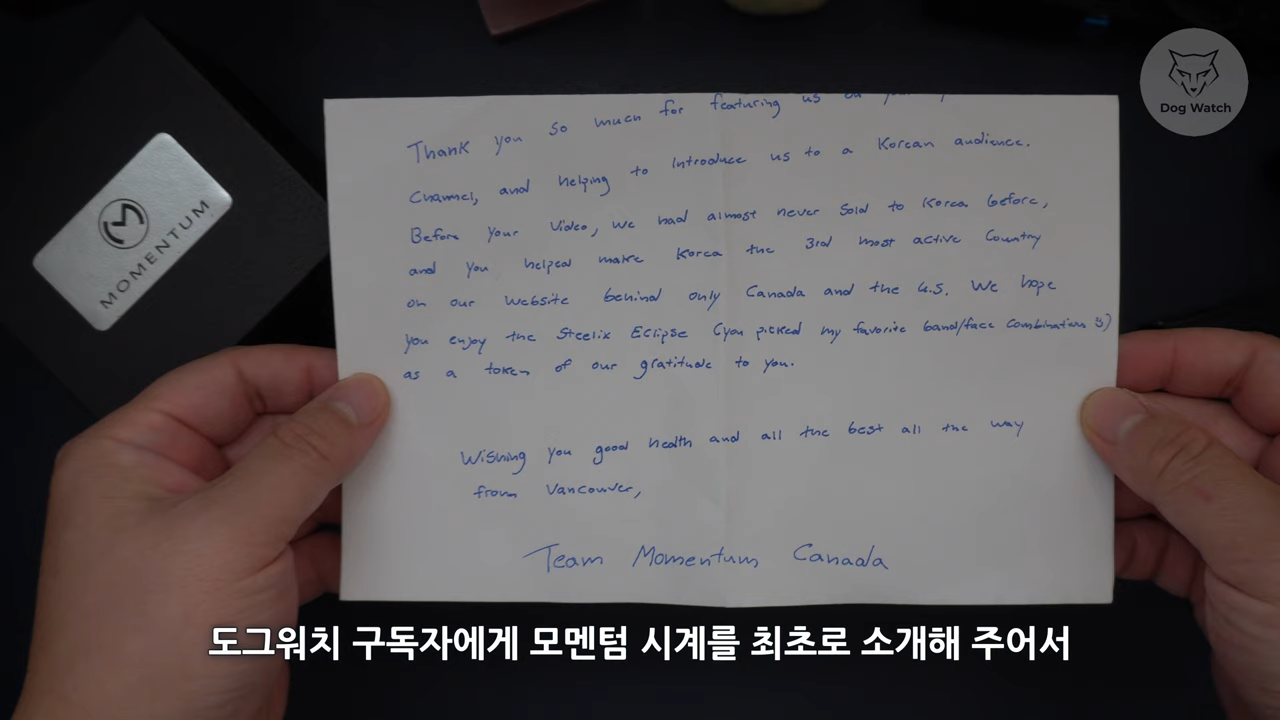 Dog Watch
MOMENTUM
Thank you so much for featuring us on
Channel, and helping to introduce us to a Korean audience.
Before your video, we had almost never sold to Korea before,
and you helped make Korea the 3rd most active country
on our website behind only Canada and the U.S. We hope
you enjoy the Steelix Eclipse (you picked my favorite band/face combination :))
as a token of our gratitude to you.
Wishing you good health and all the best all the way
from Vancouver,
Team Momentum Canada
도그워치 구독자에게 모멘텀 시계를 최초로 소개해 주어서